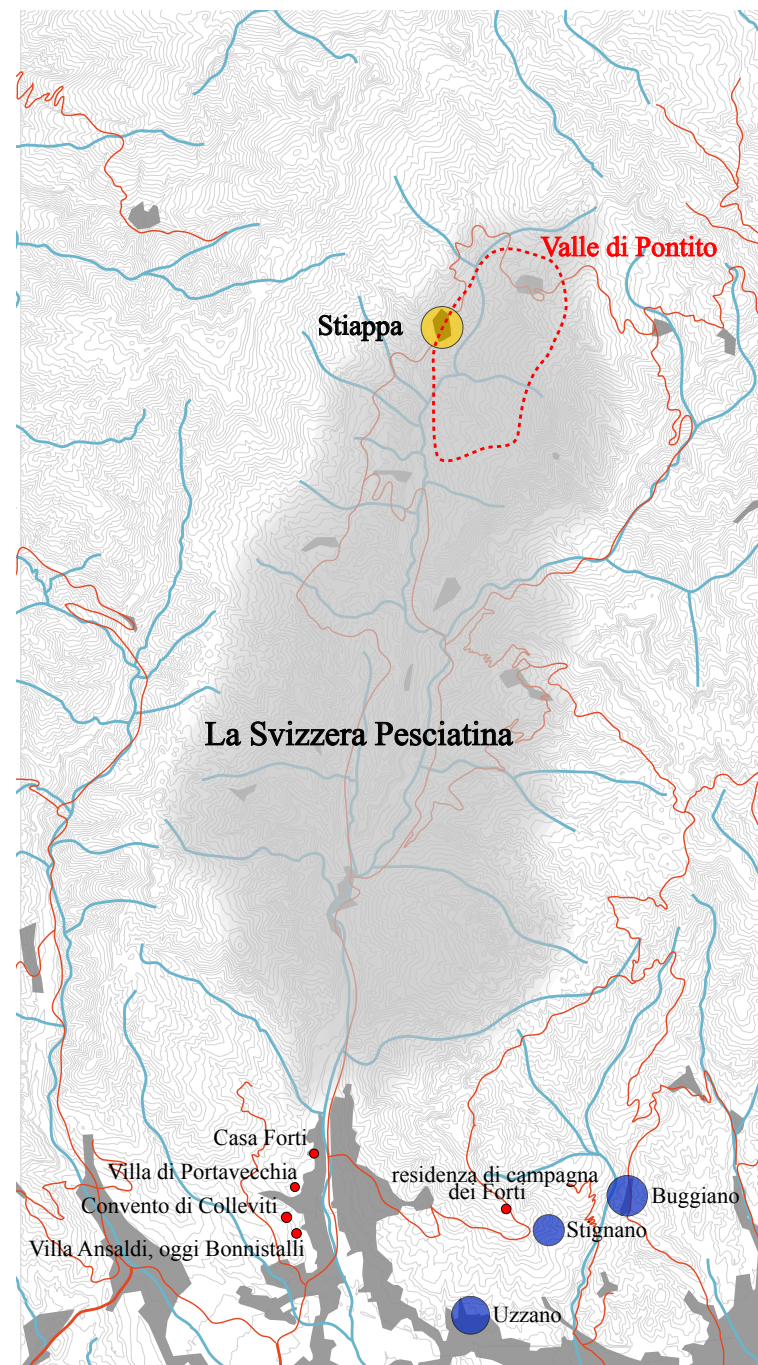 Valle di Pontito
Stiappa
La Svizzera Pesciatina
Casa Forti
Villa di Portavecchia
Convento di Colleviti
Villa Ansaldi, oggi Bonnistalli
residenza di campagna
dei Forti
Buggiano
Stignano
Uzzano